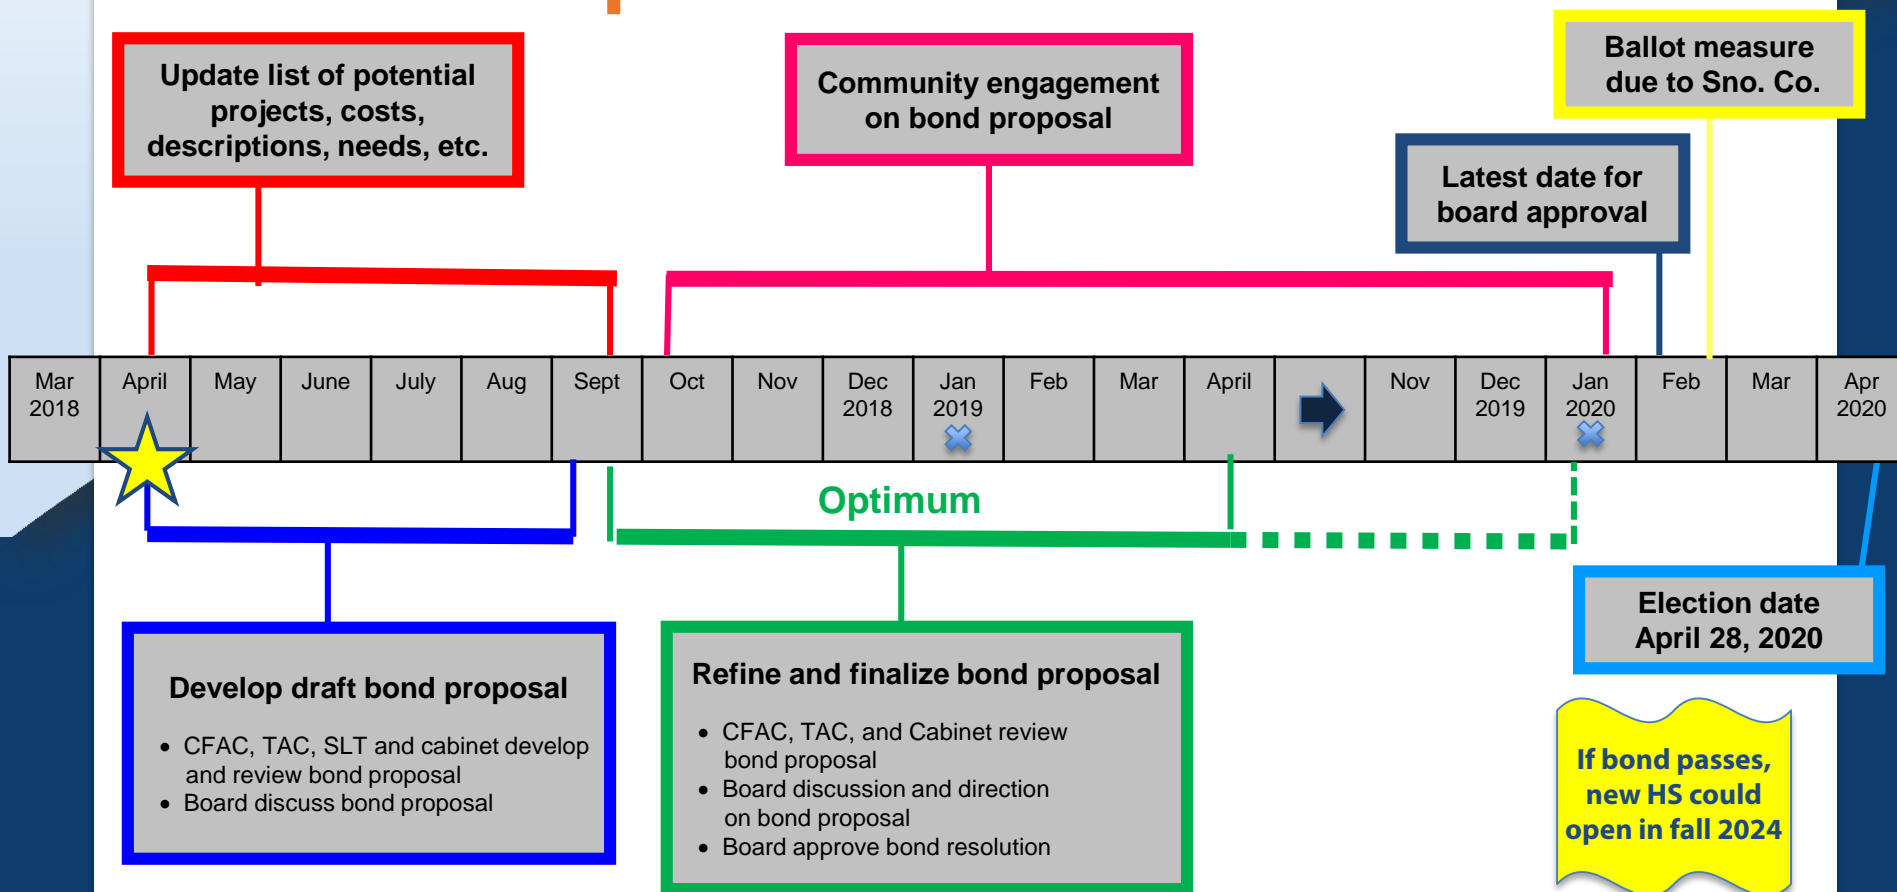 Update list of potential
projects, costs,
descriptions, needs, etc.
Community engagement
on bond proposal
Ballot measure
due to Sno. Co.
Latest date for
board approval
Mar
2018
April
May
June
July
Aug
Sept
Oct
Nov
Dec
2018
Jan
2019
Feb
Mar
April
Nov
Dec
2019
Jan
2020
Feb
Mar
Apr
2020
Optimum
Develop draft bond proposal
• CFAC, TAC, SLT and cabinet develop
and review bond proposal
• Board discuss bond proposal
Refine and finalize bond proposal
• CFAC, TAC, and Cabinet review
bond proposal
• Board discussion and direction
on bond proposal
• Board approve bond resolution
Election date
April 28, 2020
If bond passes,
new HS could
open in fall 2024